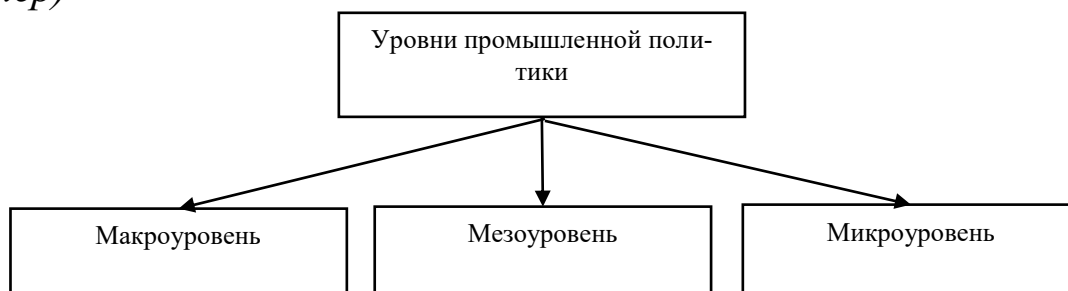 Уровни промышленной поли-
тики
Макроуровень
Мезоуровень
Микроуровень